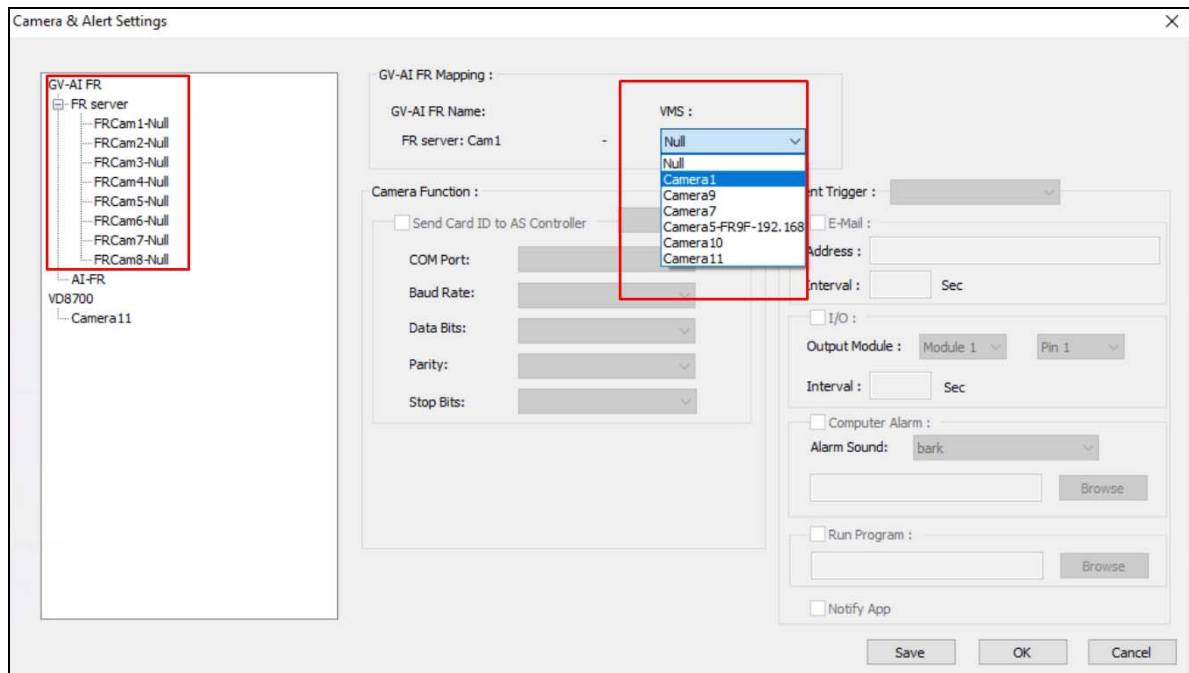 Camera & Alert Settings
GV-AI FR
FR server
FRCam1-Null
FRCam2-Null
FRCam3-Null
FRCam4-Null
FRCam5-Null
FRCam6-Null
FRCam7-Null
FRCam8-Null
AI-FR
VD8700
Camera11
GV-AI FR Mapping :
GV-AI FR Name:
VMS :
FR server: Cam1
-
Null
Null
Camera1
Camera9
Camera7
Camera5-FR9F-192.168
Camera10
Camera11
Camera Function :
Send Card ID to AS Controller
COM Port:
Baud Rate:
Data Bits:
Parity:
Stop Bits:
nt Trigger :
E-Mail :
Address :
Interval :
Sec
I/O :
Output Module :
Module 1
Pin 1
Interval :
Sec
Computer Alarm :
Alarm Sound:
bark
Browse
Run Program :
Browse
Notify App
Save
OK
Cancel